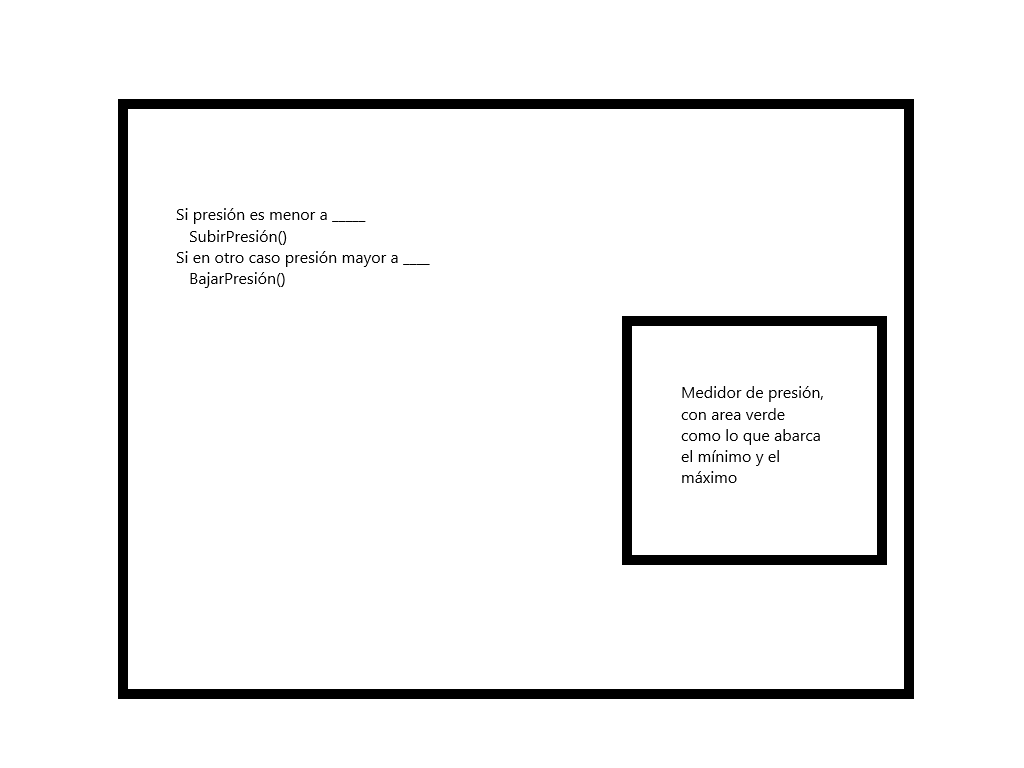 Si presión es menor a _____
SubirPresión()
Si en otro caso presión mayor a ____
BajarPresión()
Medidor de presión,
con area verde
como lo que abarca
el mínimo y el
máximo